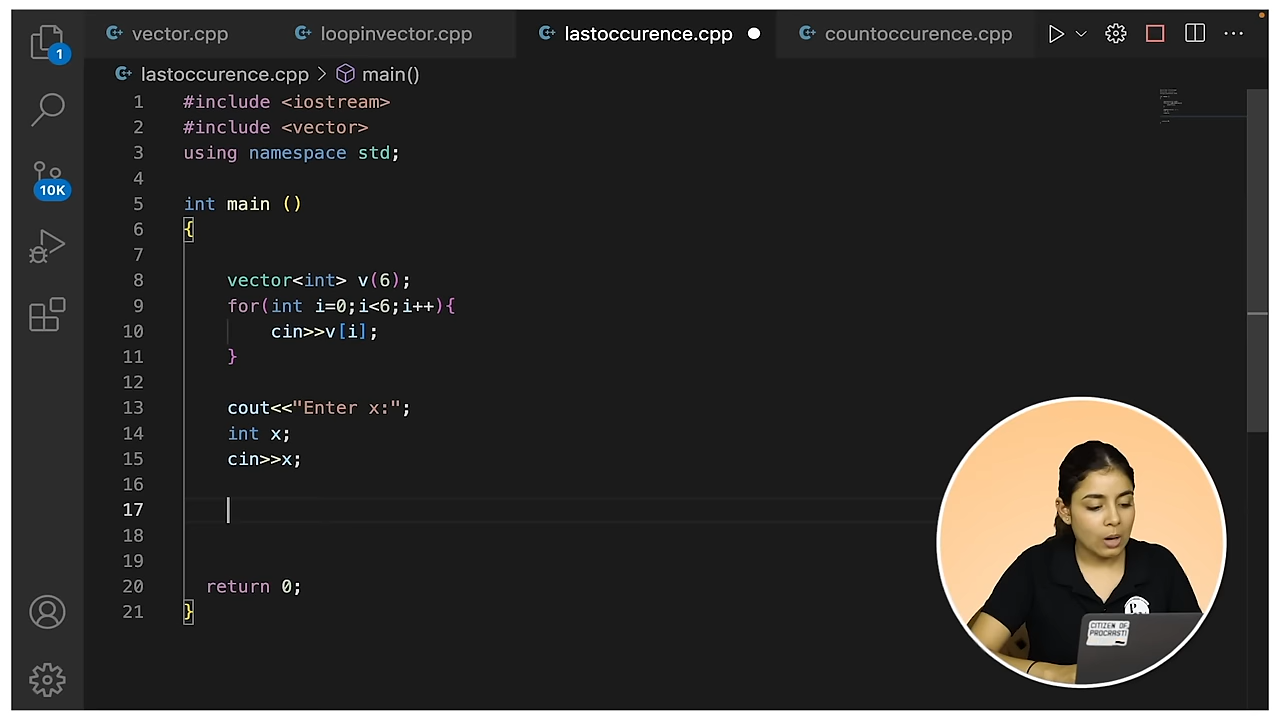 1
10K
vector.cpp
loopinvector.cpp
lastoccurence.cpp
countoccurence.cpp
lastoccurence.cpp > main()
1 #include <iostream>
2 #include <vector>
3 using namespace std;
4
5 int main ()
6 {
7
8 vector<int> v(6);
9 for(int i=0;i<6;i++){
10 cin>>v[i];
11 }
12
13 cout<<"Enter x:";
14 int x;
15 cin>>x;
16
17
18
19
20 return 0;
21 }
CITIZEN OF
PROCRASTI